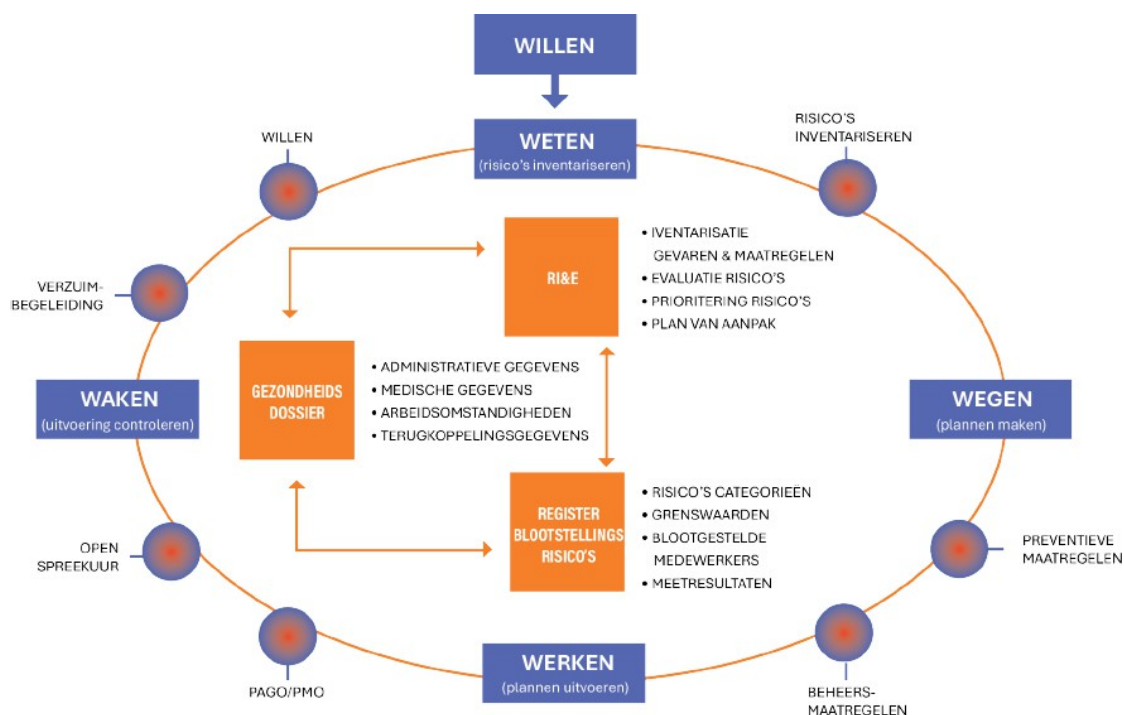 WILLEN
WETEN
(risico's inventariseren)
RISICO'S
INVENTARISEREN
WILLEN
VERZUIM-
BEGELEIDING
RI&E
• IVENTARISATIE
GEVAREN & MAATREGELEN
• EVALUATIE RISICO'S
• PRIORITERING RISICO'S
• PLAN VAN AANPAK
WAKEN
(uitvoering controleren)
GEZONDHEIDS
DOSSIER
• ADMINISTRATIEVE GEGEVENS
• MEDISCHE GEGEVENS
• ARBEIDSOMSTANDIGHEDEN
• TERUGKOPPELINGSGEGEVENS
WEGEN
(plannen maken)
REGISTER
BLOOTSTELLINGS
RISICO'S
• RISICO'S CATEGORIEËN
• GRENSWAARDEN
• BLOOTGESTELDE
MEDEWERKERS
• MEETRESULTATEN
OPEN
SPREEKUUR
PREVENTIEVE
MAATREGELEN
PAGO/PMO
WERKEN
(plannen uitvoeren)
BEHEERS-
MAATREGELEN